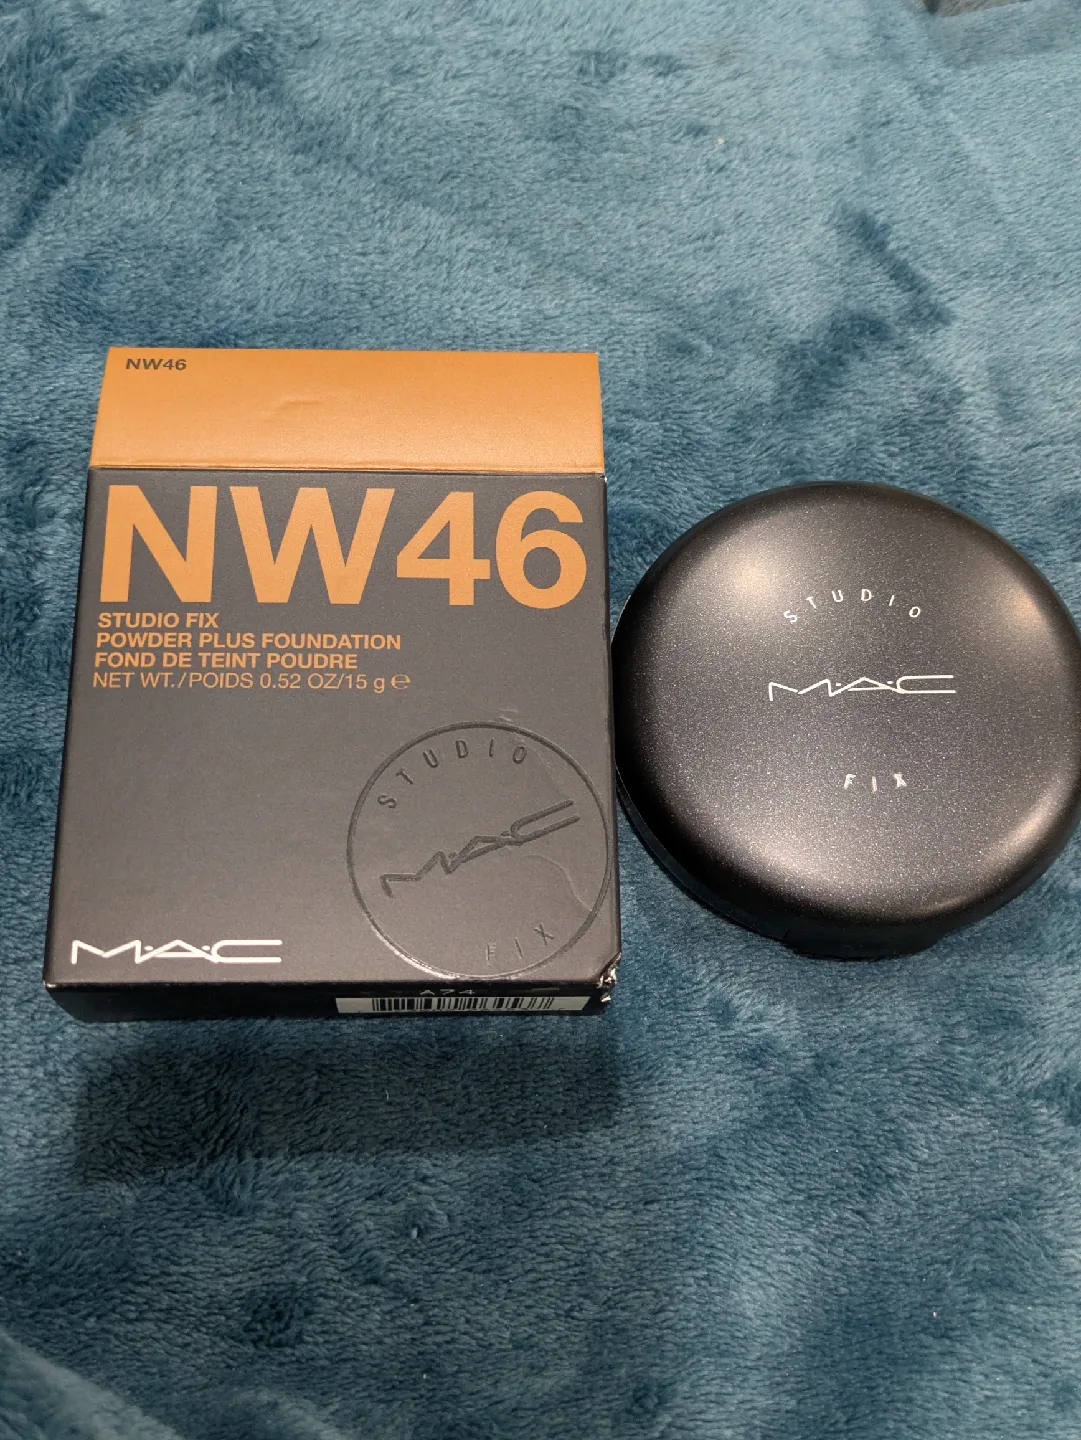 NW46
NW46
STUDIO FIX
POWDER PLUS FOUNDATION
FOND DE TEINT POUDRE
NET WT./POIDS 0.52 OZ/15 g ℮
STUDIO
M·A·C
FIX
M·A·C
A74
STUDIO
M·A·C
FIX